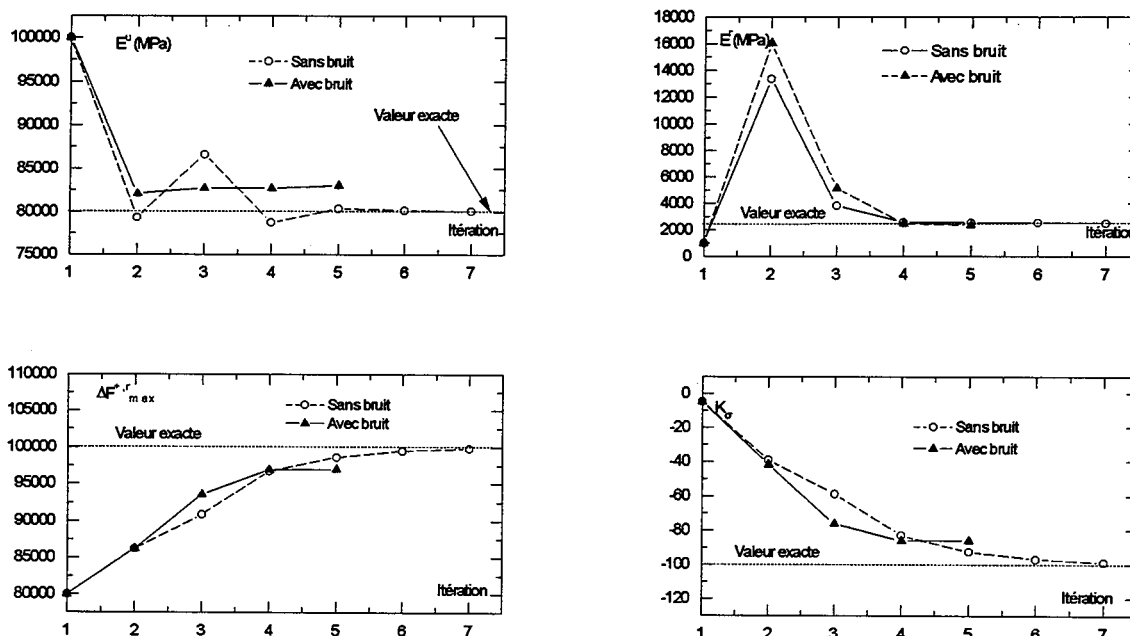 100000
95000
90000
85000
80000
75000
E^u (MPa)
Sans bruit
Avec bruit
Valeur exacte
Itération
1 2 3 4 5 6 7
18000
16000
14000
12000
10000
8000
6000
4000
2000
0
E^r (MPa)
Sans bruit
Avec bruit
Valeur exacte
Itération
1 2 3 4 5 6 7
110000
105000
100000
95000
90000
85000
80000
ΔF^+,r_max
Sans bruit
Avec bruit
Valeur exacte
Itération
1 2 3 4 5 6 7
0
-20
-40
-60
-80
-100
-120
K_σ
Sans bruit
Avec bruit
Valeur exacte
Itération
1 2 3 4 5 6 7